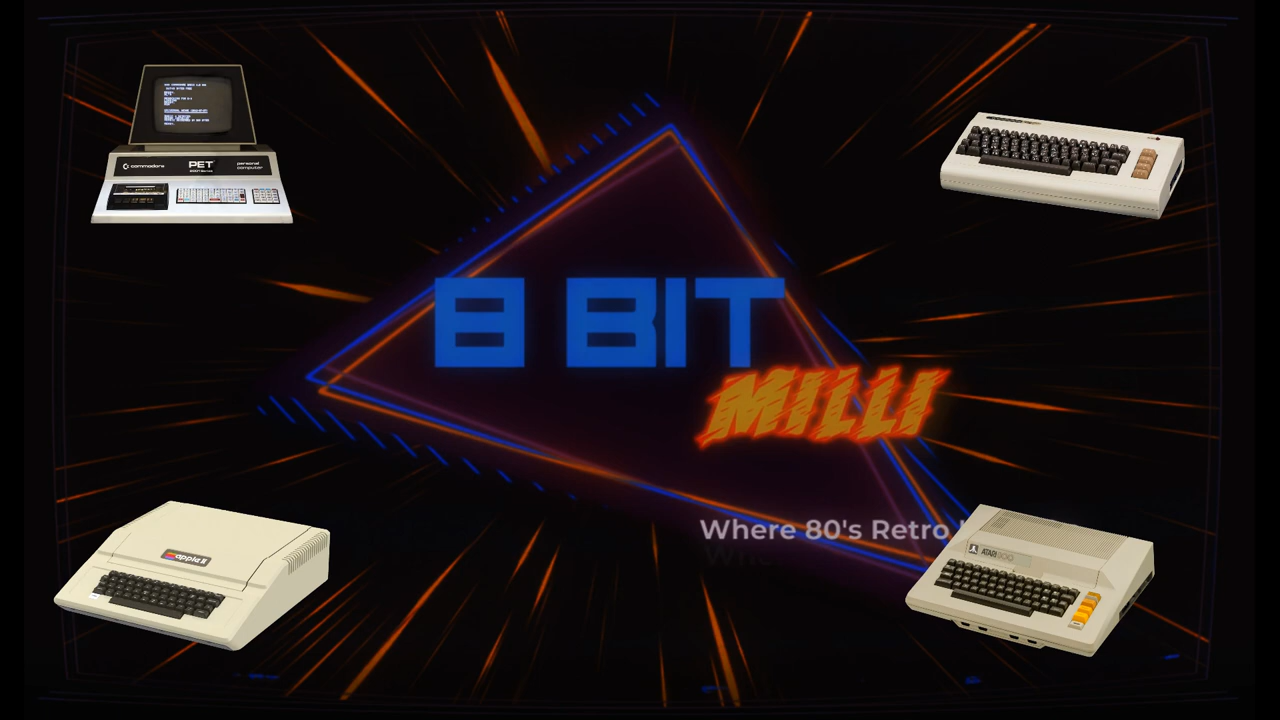 commodore
PET
personal
computer
8 BIT
MILLI
Where 80's Retro
apple II
ATARI 800